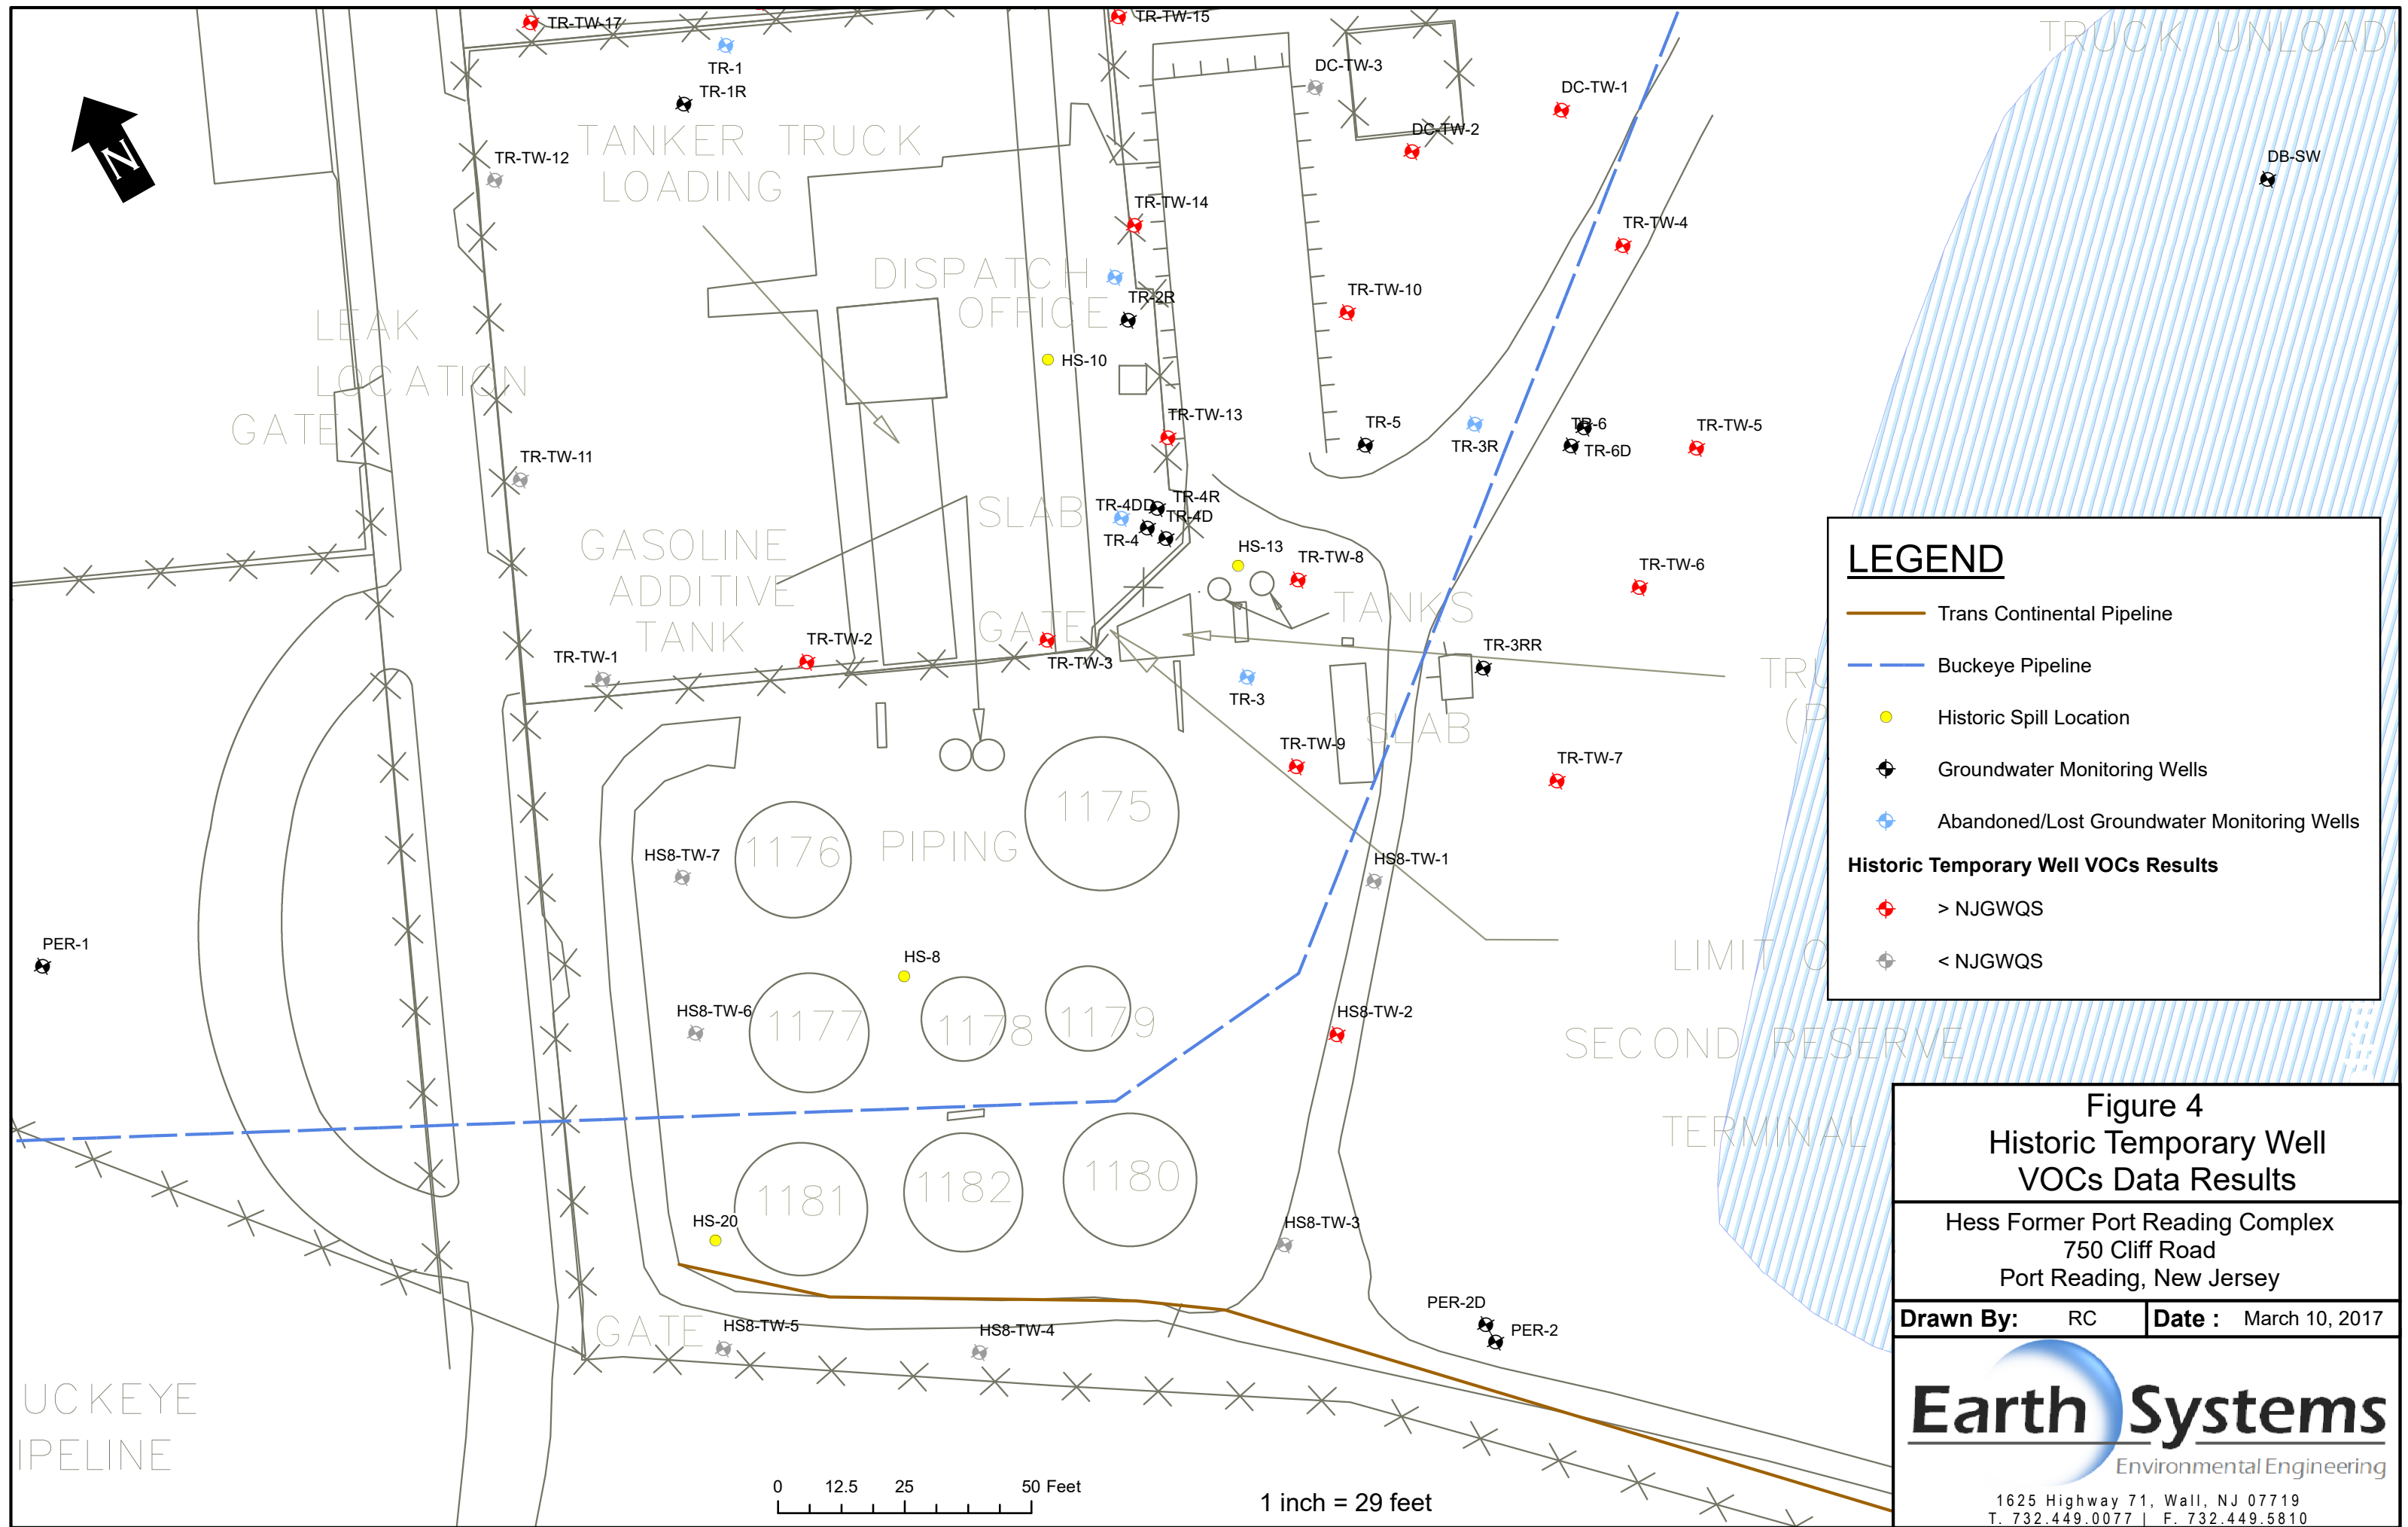 TR-TW-17
TR-TW-15
TRUCK UNLOADI
TR-1
DC-TW-3
TR-1R
DC-TW-1
N
TANKER TRUCK
LOADING
DC-TW-2
TR-TW-12
DB-SW
TR-TW-14
TR-TW-4
DISPATCH
OFFICE
TR-2R
TR-TW-10
LEAK
LOCATION
HS-10
GATE
TR-TW-13
TR-5
TR-3R
TR-6
TR-6D
TR-TW-5
TR-TW-11
SLAB
TR-4DD
TR-4R
TR-4D
TR-4
GASOLINE
ADDITIVE
TANK
HS-13
TR-TW-8
TR-TW-6
TANKS
GATE
TR-TW-1
TR-TW-2
TR-TW-3
TR-3RR
TR-3
TRU
(P
SLAB
TR-TW-9
TR-TW-7
1175
1176
PIPING
HS8-TW-7
HS8-TW-1
PER-1
HS-8
LIMIT O
HS8-TW-6
1177
1178
1179
HS8-TW-2
SECOND RESERVE
TERMINAL
1181
1182
1180
HS-20
HS8-TW-3
PER-2D
PER-2
GATE
HS8-TW-5
HS8-TW-4
UCKEYE
IPELINE
0 12.5 25 50 Feet
1 inch = 29 feet
LEGEND
Trans Continental Pipeline
Buckeye Pipeline
Historic Spill Location
Groundwater Monitoring Wells
Abandoned/Lost Groundwater Monitoring Wells
Historic Temporary Well VOCs Results
> NJGWQS
< NJGWQS
Figure 4
Historic Temporary Well
VOCs Data Results
Hess Former Port Reading Complex
750 Cliff Road
Port Reading, New Jersey
Drawn By: RC Date : March 10, 2017
Earth Systems
Environmental Engineering
1625 Highway 71, Wall, NJ 07719
T. 732.449.0077 | F. 732.449.5810